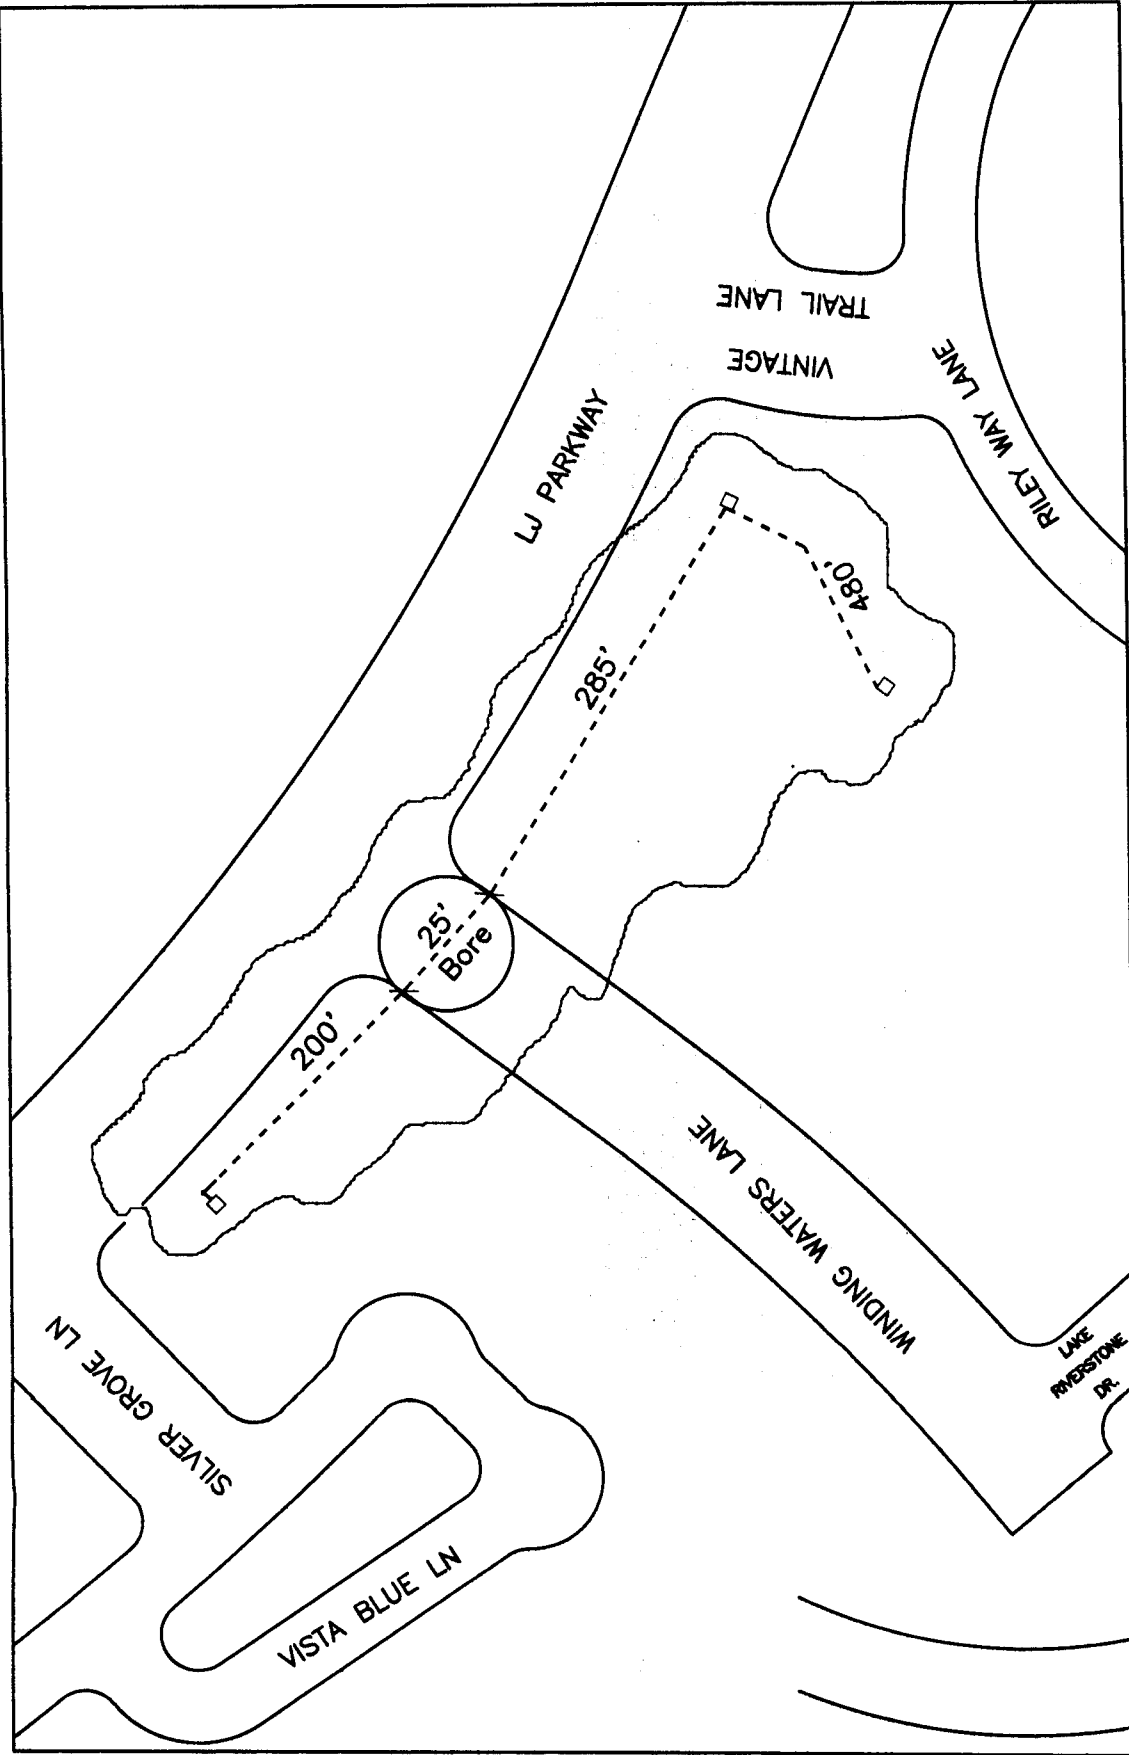 TRAIL LANE
VINTAGE
RILEY WAY LANE
LJ PARKWAY
480'
285'
25'
Bore
200'
WINDING WATERS LANE
SILVER GROVE LN
LAKE
RIVERSTONE
DR.
VISTA BLUE LN